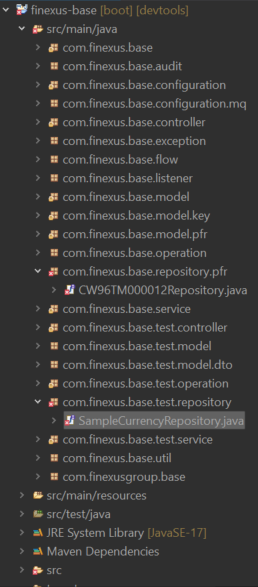 finexus-base [boot] [devtools]
src/main/java
com.finexus.base
com.finexus.base.audit
com.finexus.base.configuration
com.finexus.base.configuration.mq
com.finexus.base.controller
com.finexus.base.exception
com.finexus.base.flow
com.finexus.base.listener
com.finexus.base.model
com.finexus.base.model.key
com.finexus.base.model.pfr
com.finexus.base.operation
com.finexus.base.repository.pfr
CW96TM000012Repository.java
com.finexus.base.service
com.finexus.base.test.controller
com.finexus.base.test.model
com.finexus.base.test.model.dto
com.finexus.base.test.operation
com.finexus.base.test.repository
SampleCurrencyRepository.java
com.finexus.base.test.service
com.finexus.base.util
com.finexusgroup.base
src/main/resources
src/test/java
JRE System Library [JavaSE-17]
Maven Dependencies
src